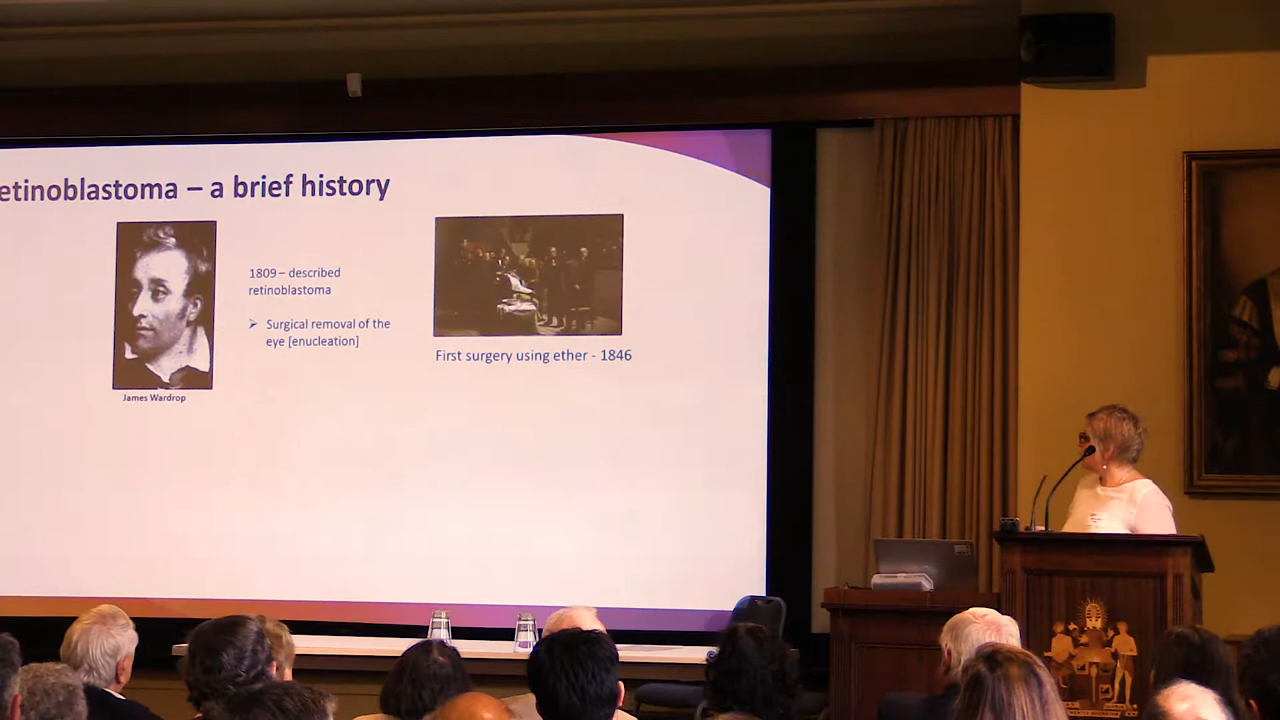 etinoblastoma – a brief history
1809 – described
retinoblastoma
➢ Surgical removal of the
eye [enucleation]
James Wardrop
First surgery using ether - 1846